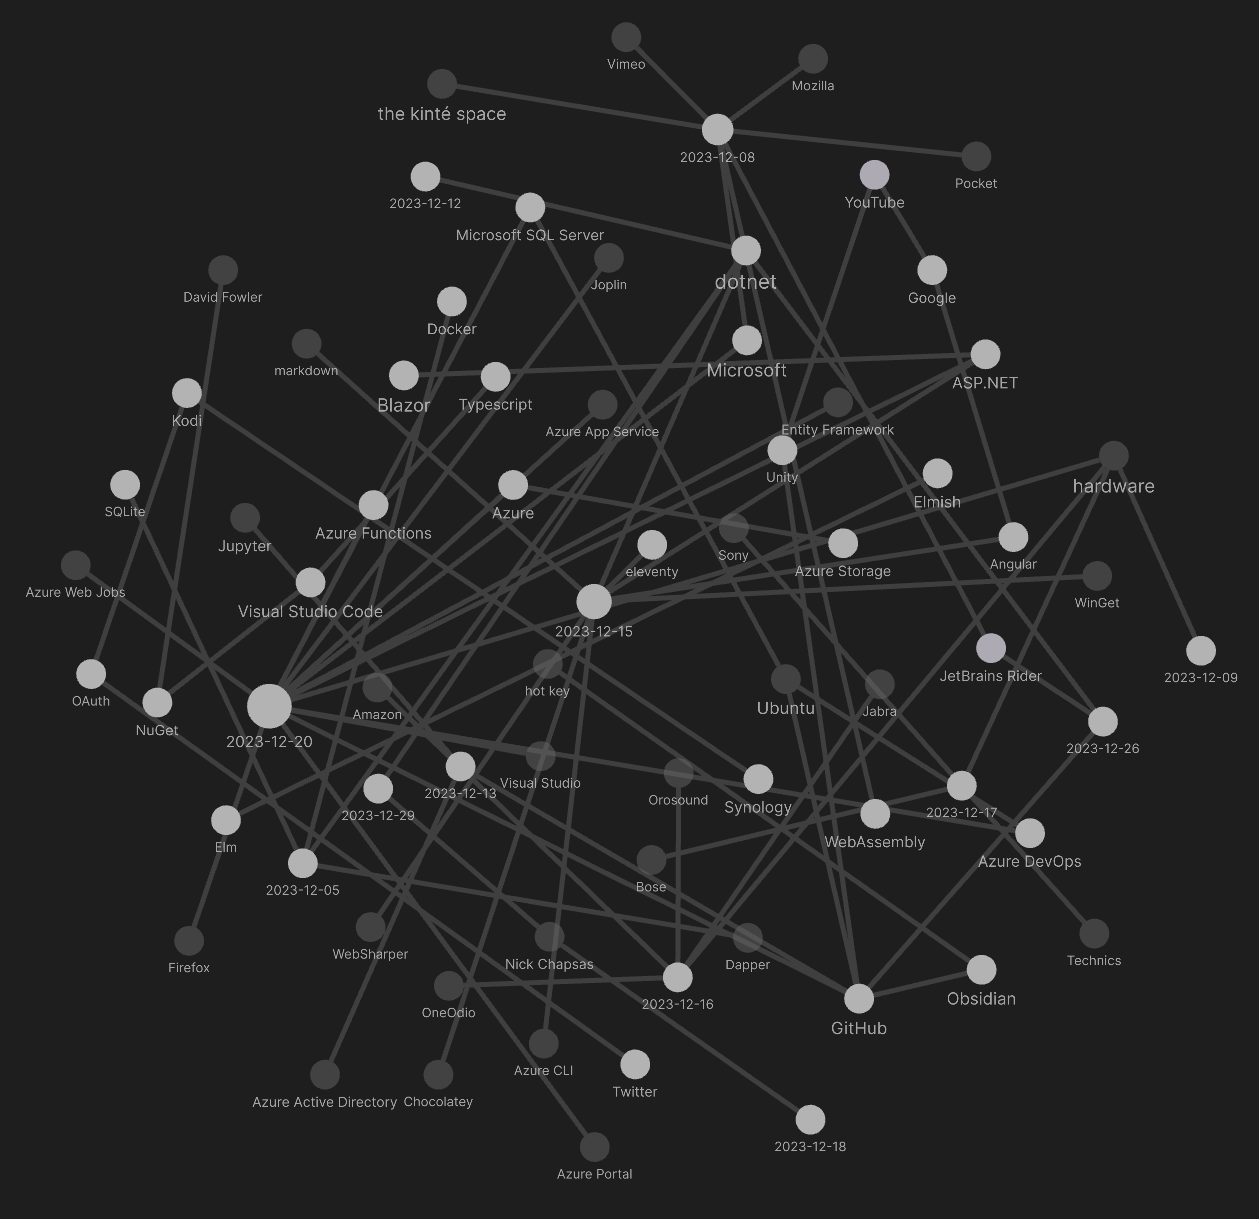 Vimeo
Mozilla
the kinté space
2023-12-08
Pocket
2023-12-12
YouTube
Microsoft SQL Server
Joplin
dotnet
David Fowler
Google
Docker
markdown
Microsoft
ASP.NET
Blazor
Typescript
Kodi
Azure App Service
Entity Framework
Unity
hardware
SQLite
Azure
Elmish
Azure Functions
Jupyter
Sony
eleventy
Azure Storage
Angular
Azure Web Jobs
WinGet
Visual Studio Code
2023-12-15
JetBrains Rider
2023-12-09
OAuth
hot key
Amazon
Ubuntu
Jabra
NuGet
2023-12-20
2023-12-26
Visual Studio
2023-12-13
Orosound
Synology
2023-12-29
2023-12-17
WebAssembly
Elm
Azure DevOps
2023-12-05
Bose
WebSharper
Nick Chapsas
Dapper
Technics
Firefox
2023-12-16
Obsidian
OneOdio
GitHub
Azure CLI
Twitter
Azure Active Directory
Chocolatey
2023-12-18
Azure Portal